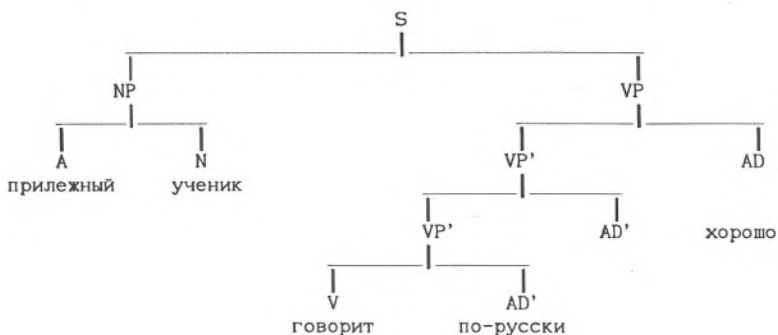 S
NP VP
A N VP' AD
прилежный ученик
VP' AD' хорошо
V AD'
говорит по-русски